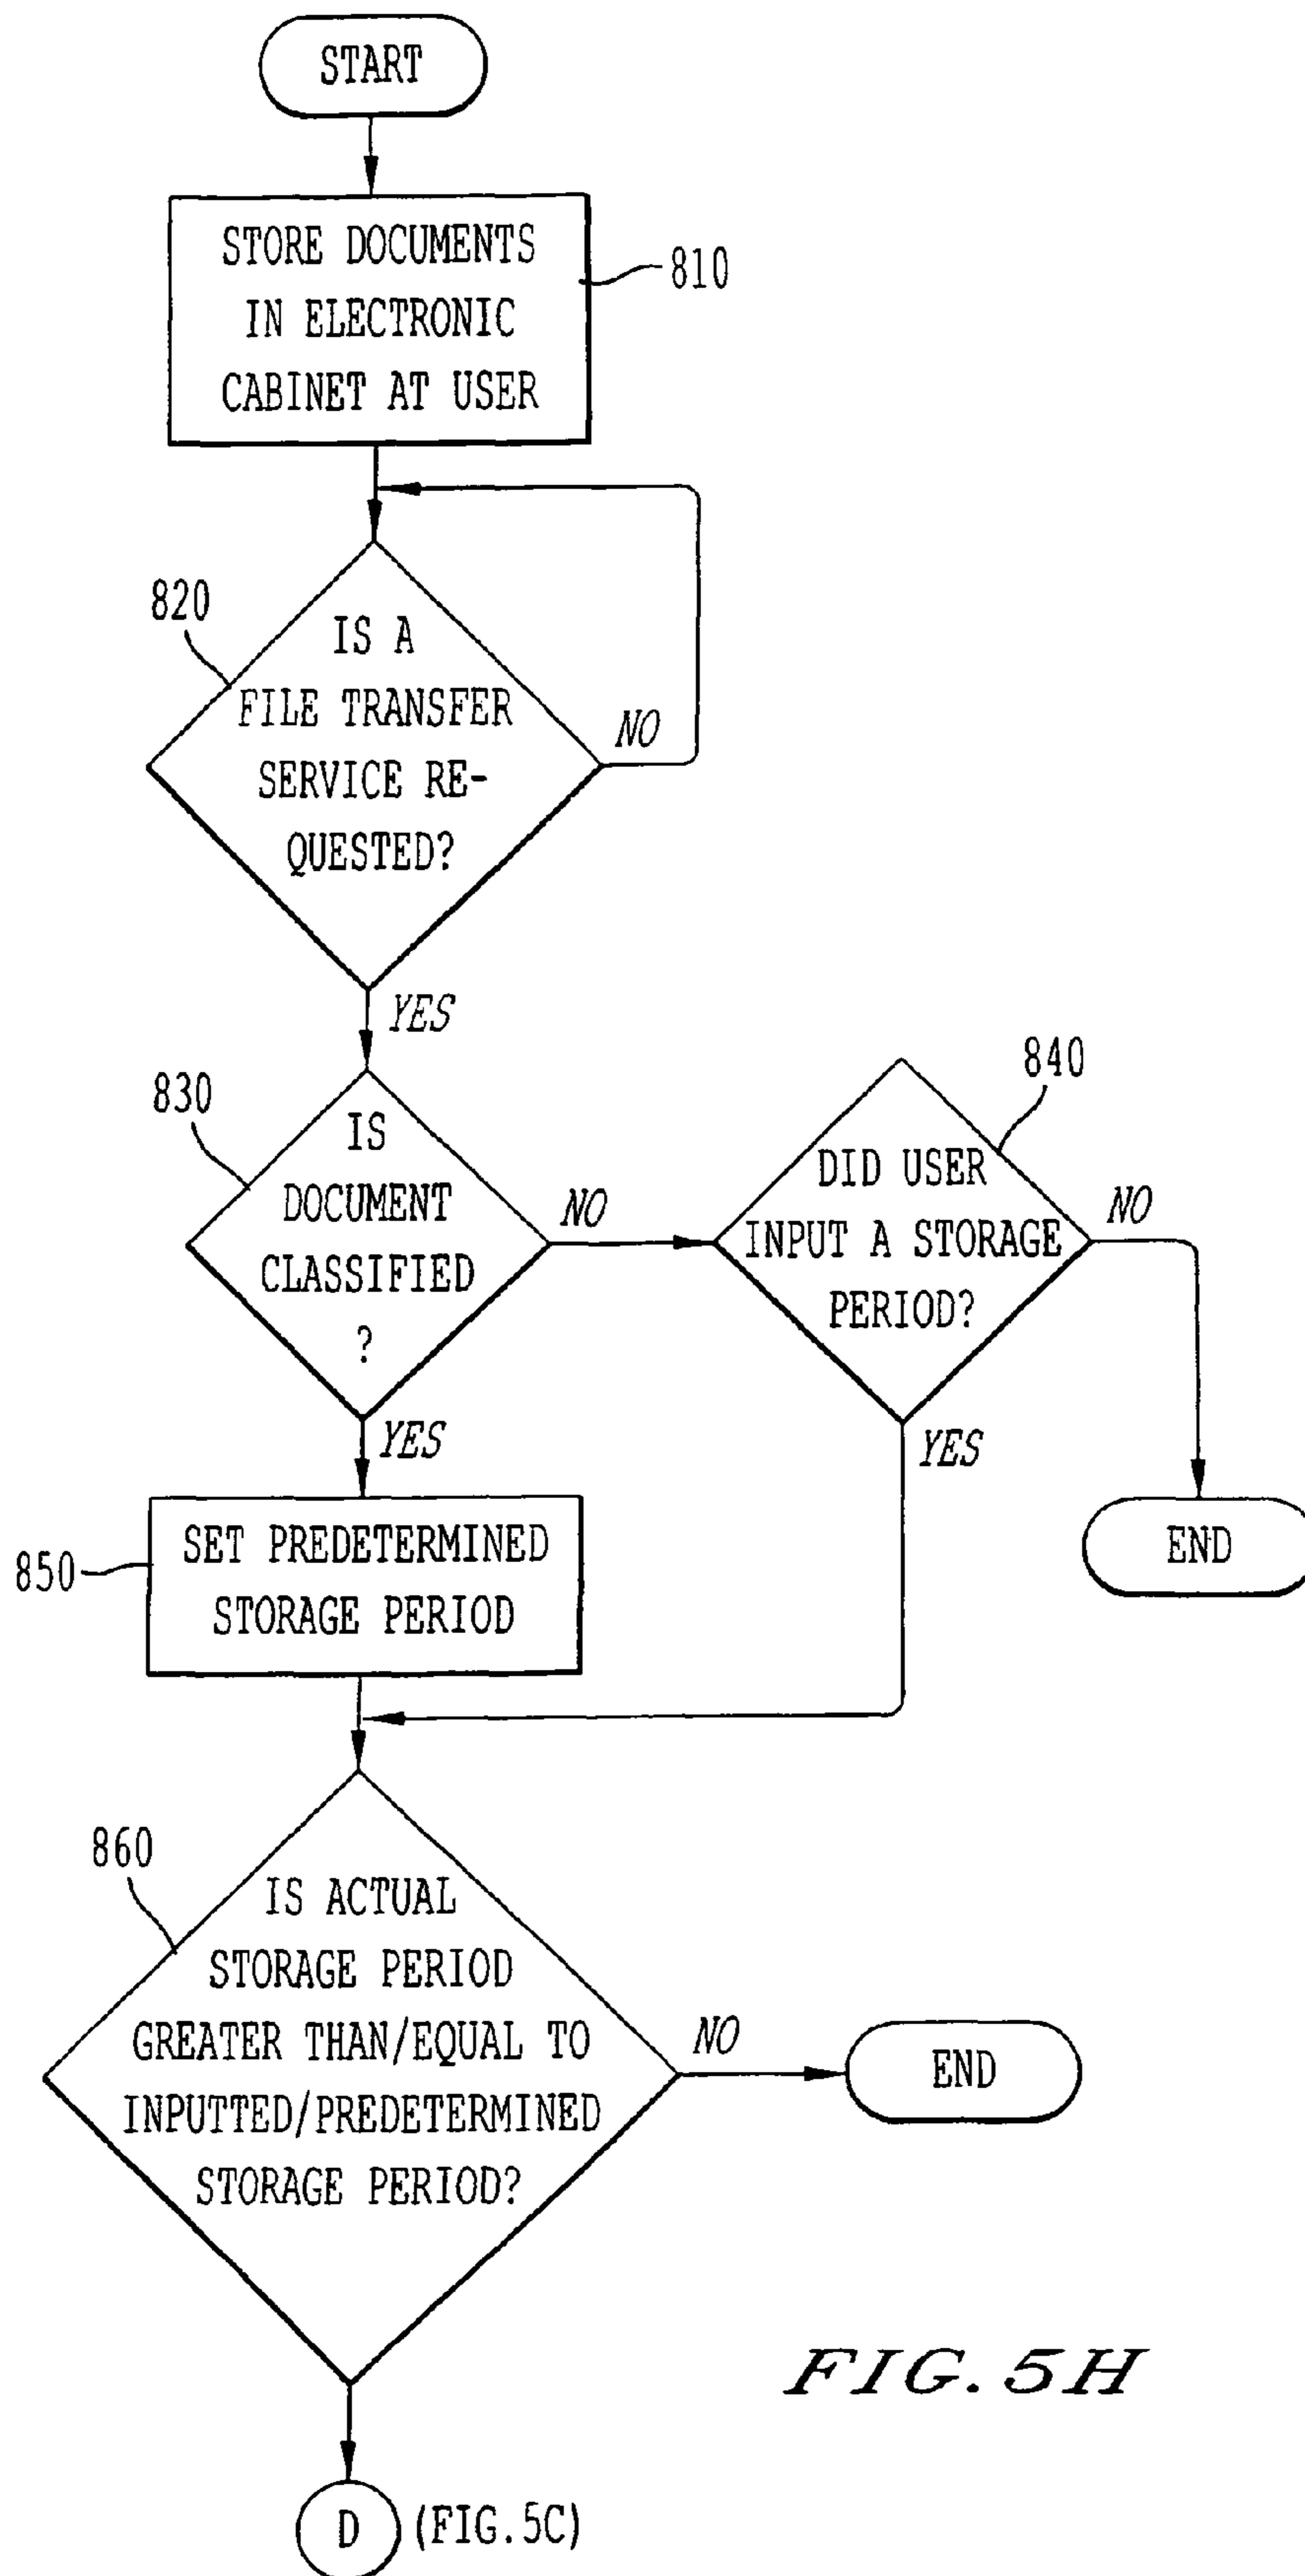 START
STORE DOCUMENTS
IN ELECTRONIC
CABINET AT USER
810
820
IS A
FILE TRANSFER
SERVICE RE-
QUESTED?
NO
YES
830
IS
DOCUMENT
CLASSIFIED
?
NO
840
DID USER
INPUT A STORAGE
PERIOD?
NO
YES
YES
END
850
SET PREDETERMINED
STORAGE PERIOD
860
IS ACTUAL
STORAGE PERIOD
GREATER THAN/EQUAL TO
INPUTTED/PREDETERMINED
STORAGE PERIOD?
NO
END
FIG. 5H
D (FIG.5C)